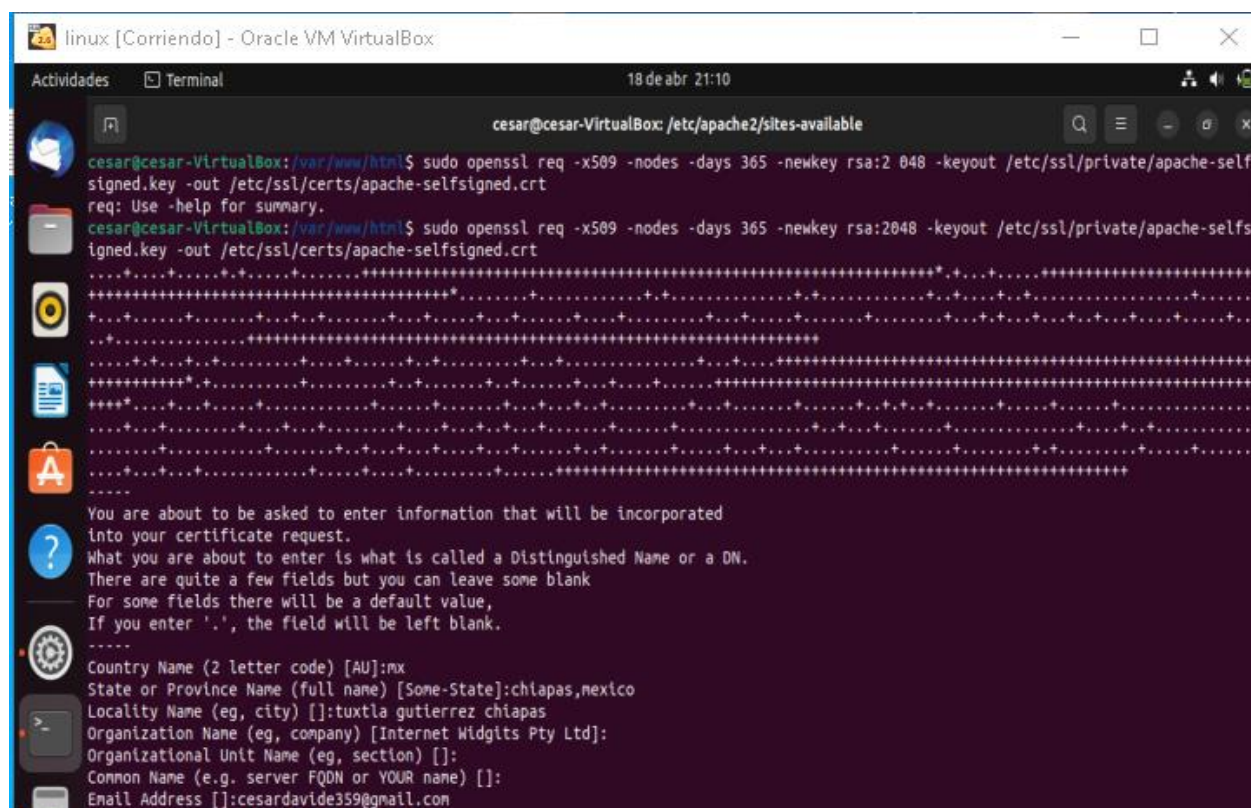 linux [Corriendo] - Oracle VM VirtualBox
Actividades Terminal 18 de abr 21:10
cesar@cesar-VirtualBox: /etc/apache2/sites-available
cesar@cesar-VirtualBox:/var/www/html$ sudo openssl req -x509 -nodes -days 365 -newkey rsa:2 048 -keyout /etc/ssl/private/apache-self
signed.key -out /etc/ssl/certs/apache-selfsigned.crt
req: Use -help for summary.
cesar@cesar-VirtualBox:/var/www/html$ sudo openssl req -x509 -nodes -days 365 -newkey rsa:2048 -keyout /etc/ssl/private/apache-selfs
igned.key -out /etc/ssl/certs/apache-selfsigned.crt
-----
You are about to be asked to enter information that will be incorporated
into your certificate request.
What you are about to enter is what is called a Distinguished Name or a DN.
There are quite a few fields but you can leave some blank
For some fields there will be a default value,
If you enter '.', the field will be left blank.
-----
Country Name (2 letter code) [AU]:mx
State or Province Name (full name) [Some-State]:chiapas,mexico
Locality Name (eg, city) []:tuxtla gutierrez chiapas
Organization Name (eg, company) [Internet Widgits Pty Ltd]:
Organizational Unit Name (eg, section) []:
Common Name (e.g. server FQDN or YOUR name) []:
Email Address []:cesardavide359@gmail.com